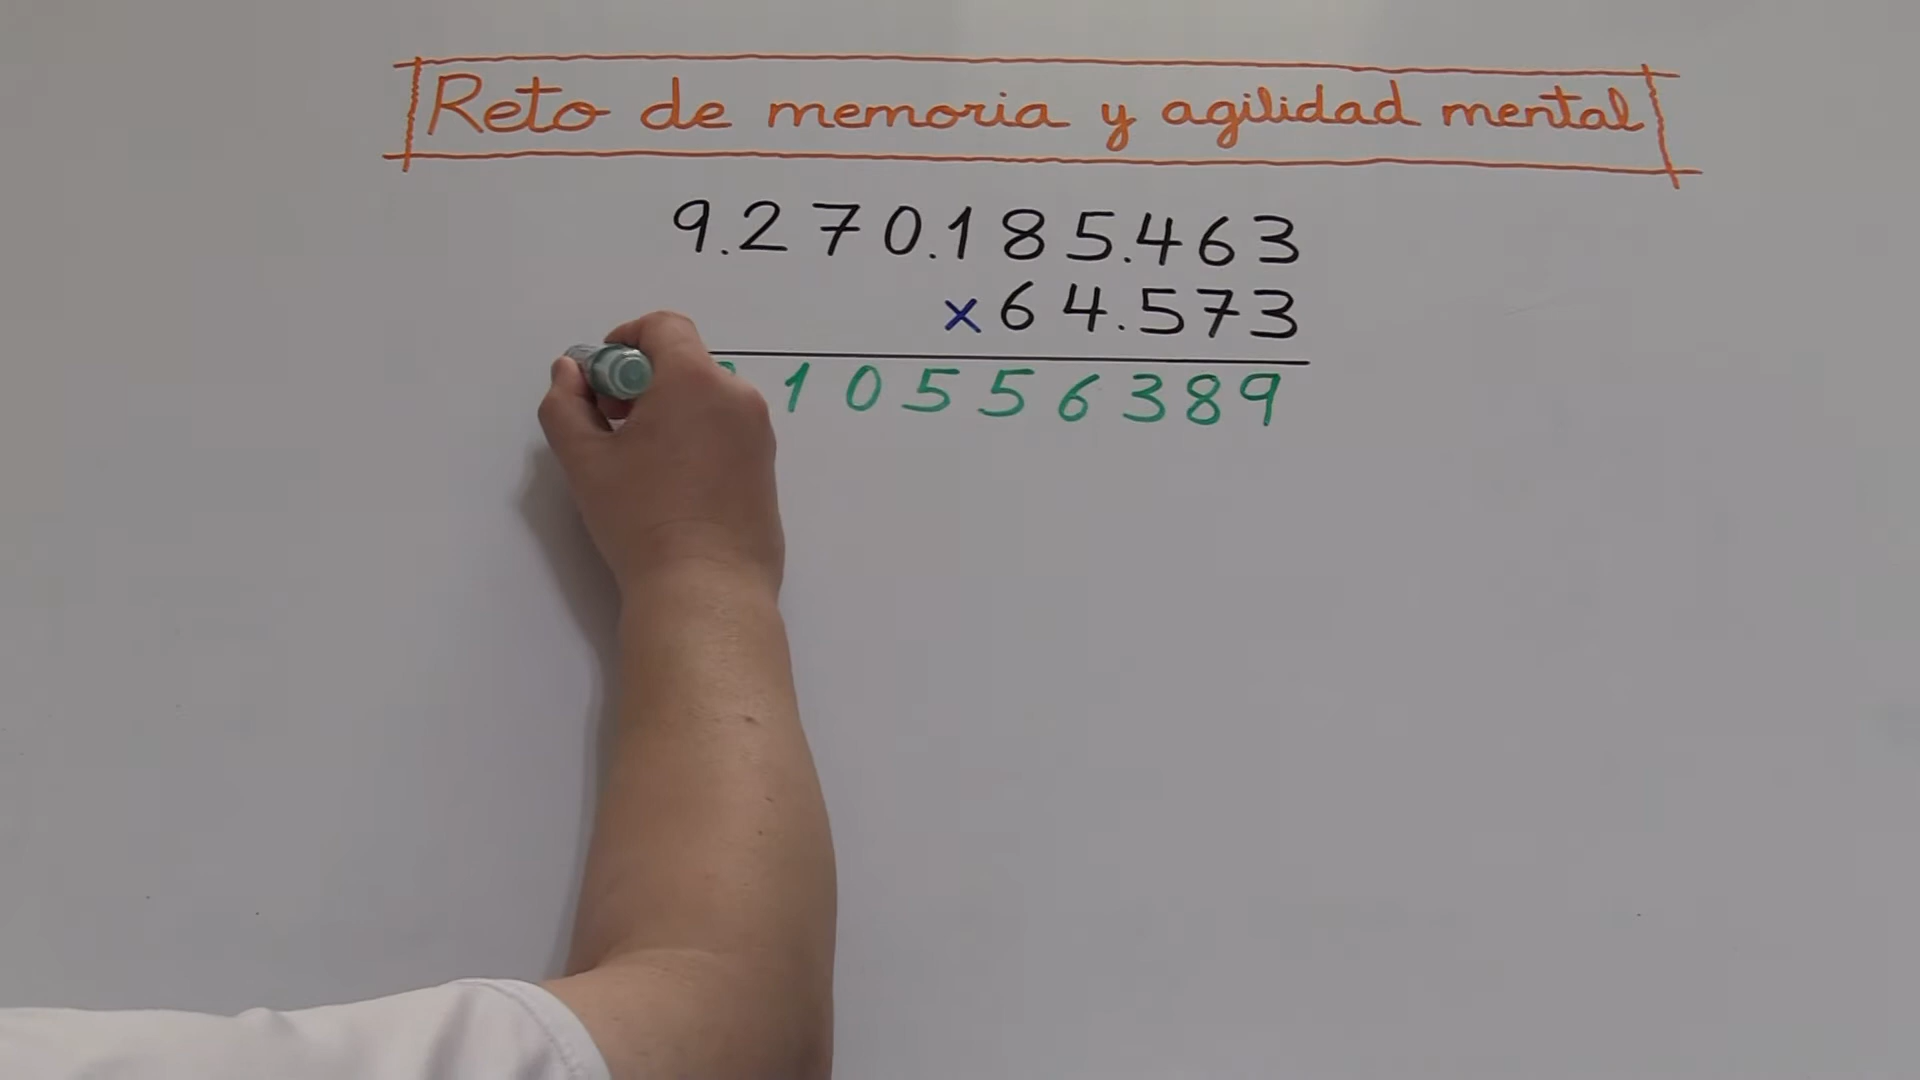 Reto de memoria y agilidad mental
9.270.185.463
x 64.573
10556389